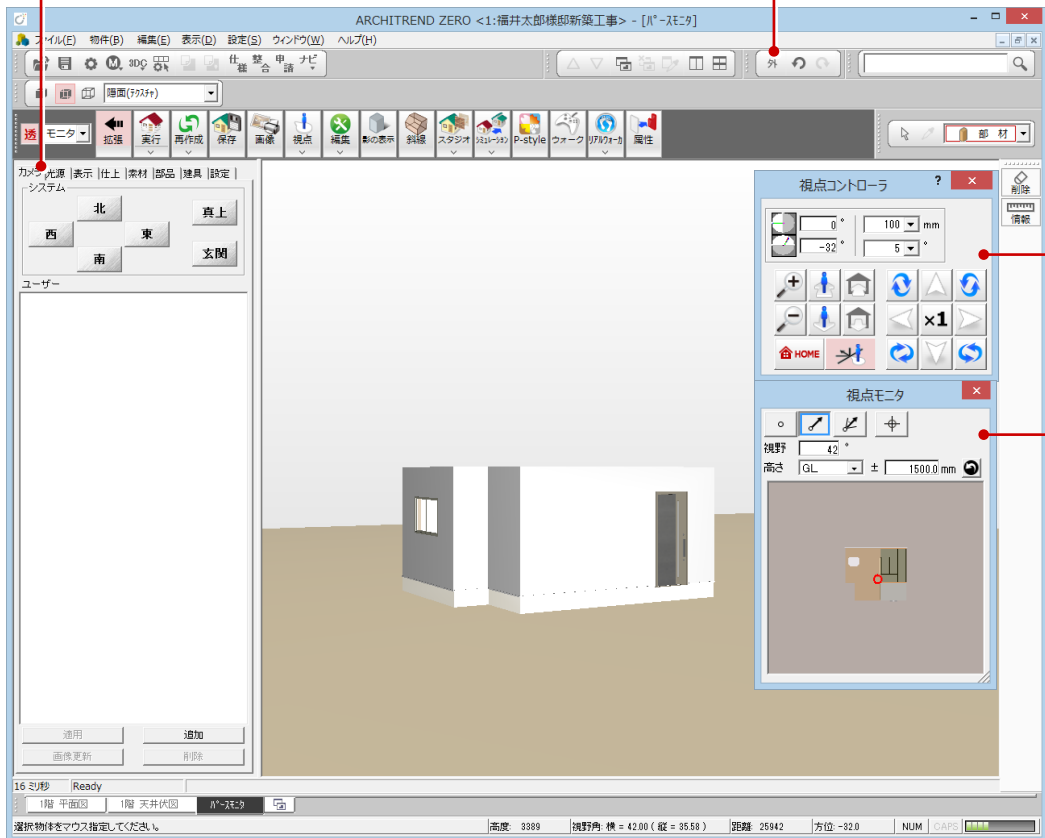 ARCHITREND ZERO <1:福井太郎様邸新築工事> - [ﾊﾟｰｽﾓﾆﾀ]
ファイル(F) 物件(B) 編集(E) 表示(D) 設定(S) ウィンドウ(W) ヘルプ(H)
3DC 仕様 整合 申請 ナビ 外
陰面(ﾃｸｽﾁｬ)
透 モニタ 拡張 実行 再作成 保存 画像 視点 編集 影の表示 斜線 スタジオ ｼﾐｭﾚｰｼｮﾝ P-style ウォーク ﾘｱﾙｳｫｰｶ 属性 部 材
カメラ 光源 表示 仕上 素材 部品 建具 設定
システム
北 真上
西 東
南 玄関
ユーザー
適用 追加
画像更新 削除
視点コントローラ ? ×
0 ° 100 mm
-32 ° 5 °
×1
HOME
視点モニタ ×
視野 42 °
高さ GL ± 1500.0 mm
削除
情報
16 ミリ秒 Ready
1階 平面図 1階 天井伏図 ﾊﾟｰｽﾓﾆﾀ
選択物体をマウス指定してください。 高度: 3389 視野角: 横 = 42.00 ( 縦 = 35.58 ) 距離: 25942 方位: -32.0 NUM CAPS